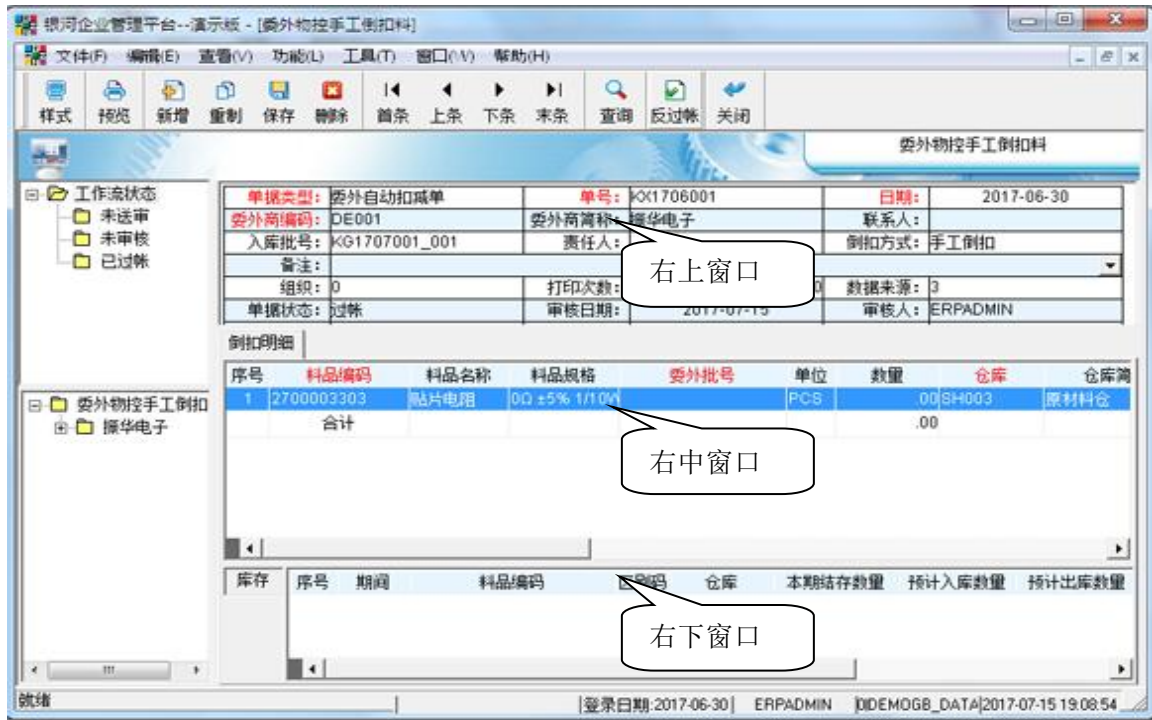 银河企业管理平台--演示版 - [委外物控手工倒扣料]
文件(F) 编辑(E) 查看(V) 功能(L) 工具(T) 窗口(W) 帮助(H)
样式 预览 新增 重制 保存 删除 首条 上条 下条 末条 查询 反过帐 关闭
委外物控手工倒扣料
工作流状态
未送审
未审核
已过帐
委外物控手工倒扣
振华电子
单据类型: 委外自动扣减单 单号: KX1706001 日期: 2017-06-30
委外商编码: DE001 委外商简称: 振华电子 联系人:
入库批号: KG1707001_001 责任人: 倒扣方式: 手工倒扣
备注:
组织: 0 打印次数: 0 数据来源: 3
单据状态: 过帐 审核日期: 2017-07-15 审核人: ERPADMIN
右上窗口
倒扣明细
序号 料品编码 料品名称 料品规格 委外批号 单位 数量 仓库 仓库简
1 2700003303 贴片电阻 0Ω ±5% 1/10W PCS .00 SH003 原材料仓
合计 .00
右中窗口
库存
序号 期间 料品编码 区别码 仓库 本期结存数量 预计入库数量 预计出库数量
右下窗口
就绪 登录日期:2017-06-30 ERPADMIN DEMOGB_DATA 2017-07-15 19:08:54